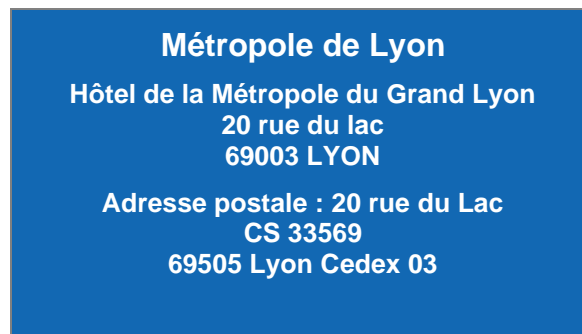 Métropole de Lyon
Hôtel de la Métropole du Grand Lyon
20 rue du lac
69003 LYON
Adresse postale : 20 rue du Lac
CS 33569
69505 Lyon Cedex 03